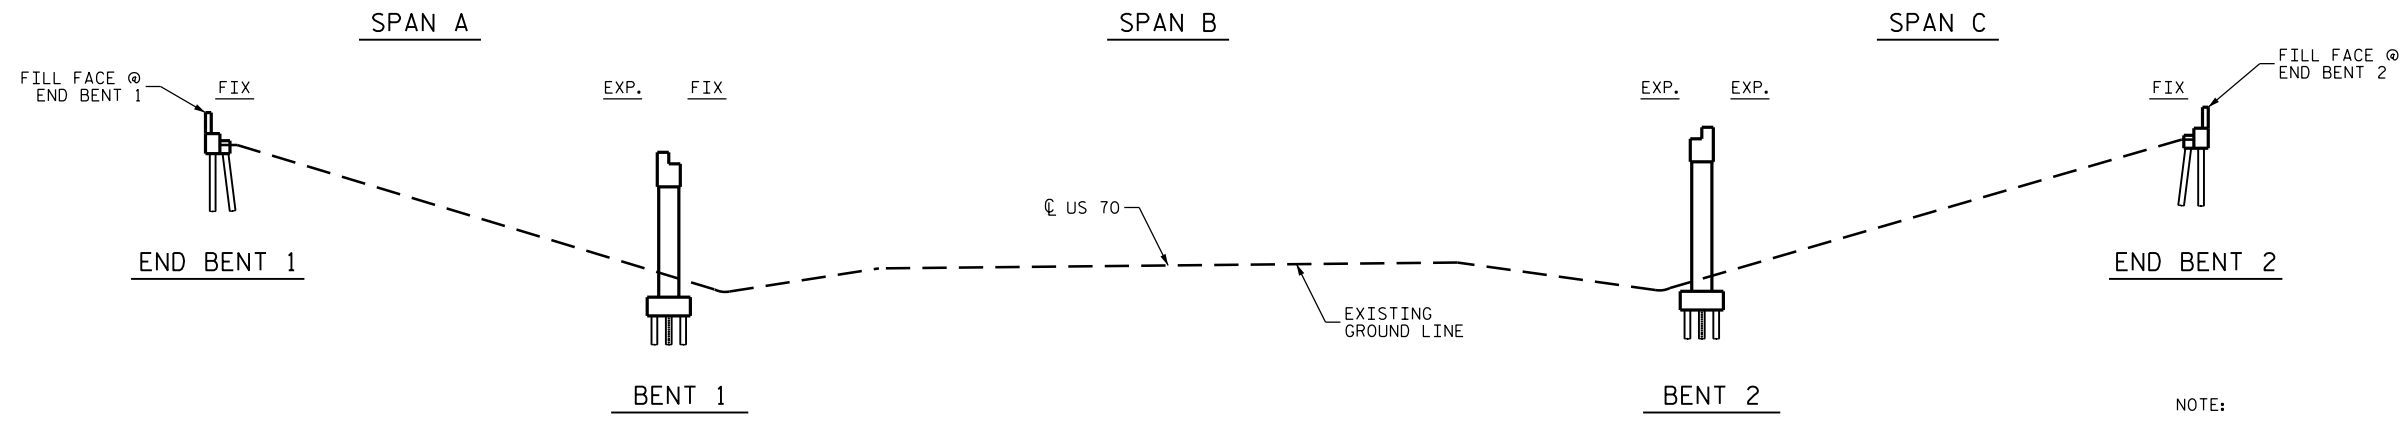 SPAN A
SPAN B
SPAN C
FILL FACE @
END BENT 1
FIX
EXP.
FIX
EXP.
EXP.
FIX
FILL FACE @
END BENT 2
℄ US 70
END BENT 1
END BENT 2
EXISTING
GROUND LINE
BENT 1
BENT 2
NOTE: